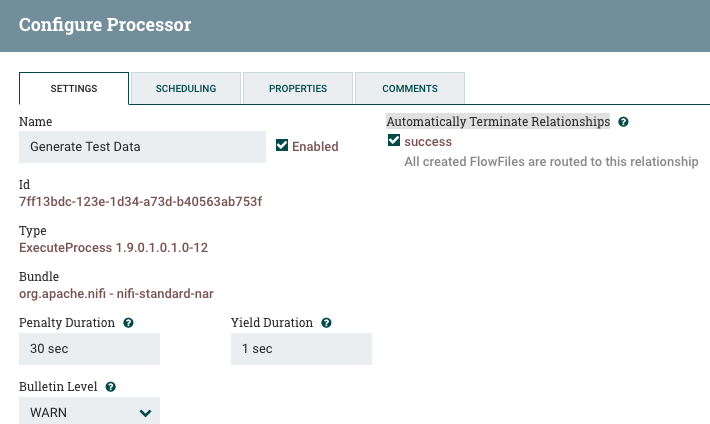 Configure Processor
SETTINGS
SCHEDULING
PROPERTIES
COMMENTS
Name
Generate Test Data
Enabled
Id
7ff13bdc-123e-1d34-a73d-b40563ab753f
Type
ExecuteProcess 1.9.0.1.0.1.0-12
Bundle
org.apache.nifi - nifi-standard-nar
Penalty Duration
Yield Duration
30 sec
1 sec
Bulletin Level
WARN
Automatically Terminate Relationships
success
All created FlowFiles are routed to this relationship